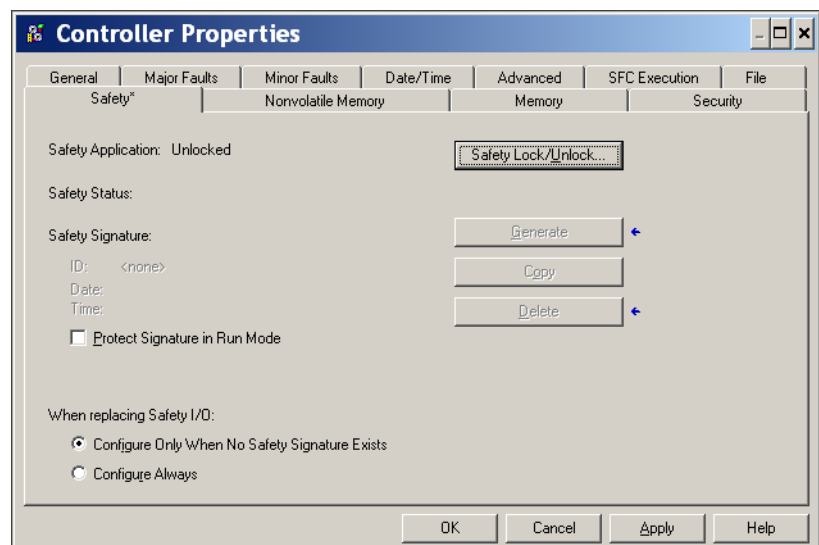 Controller Properties
General Major Faults Minor Faults Date/Time Advanced SFC Execution File
Safety* Nonvolatile Memory Memory Security
Safety Application: Unlocked Safety Lock/Unlock...
Safety Status:
Safety Signature: Generate
ID: <none> Copy
Date:
Time: Delete
Protect Signature in Run Mode
When replacing Safety I/O:
Configure Only When No Safety Signature Exists
Configure Always
OK Cancel Apply Help